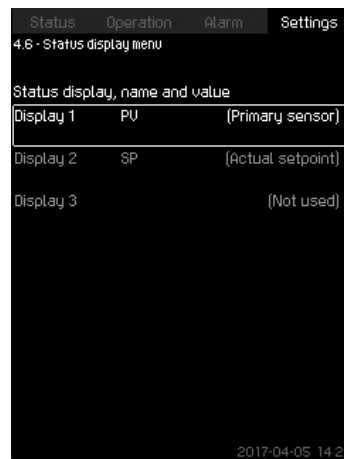 Status Operation Alarm Settings
4.6 - Status display menu
Status display, name and value
Display 1 PV (Primary sensor)
Display 2 SP (Actual setpoint)
Display 3 (Not used)
2017-04-05 14 2